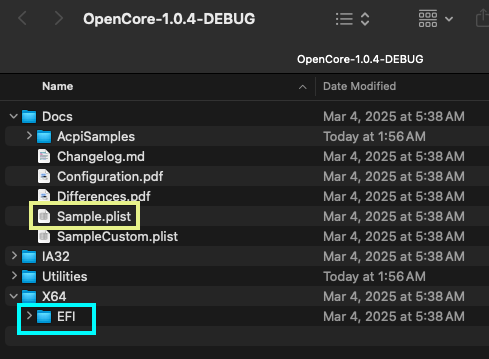 OpenCore-1.0.4-DEBUG
OpenCore-1.0.4-DEBUG
Name Date Modified
Docs Mar 4, 2025 at 5:38 AM
AcpiSamples Today at 1:56 AM
Changelog.md Mar 4, 2025 at 5:38 AM
Configuration.pdf Mar 4, 2025 at 5:38 AM
Differences.pdf Mar 4, 2025 at 5:38 AM
Sample.plist Mar 4, 2025 at 5:38 AM
SampleCustom.plist Mar 4, 2025 at 5:38 AM
IA32 Mar 4, 2025 at 5:38 AM
Utilities Today at 1:56 AM
X64 Mar 4, 2025 at 5:38 AM
EFI Mar 4, 2025 at 5:38 AM